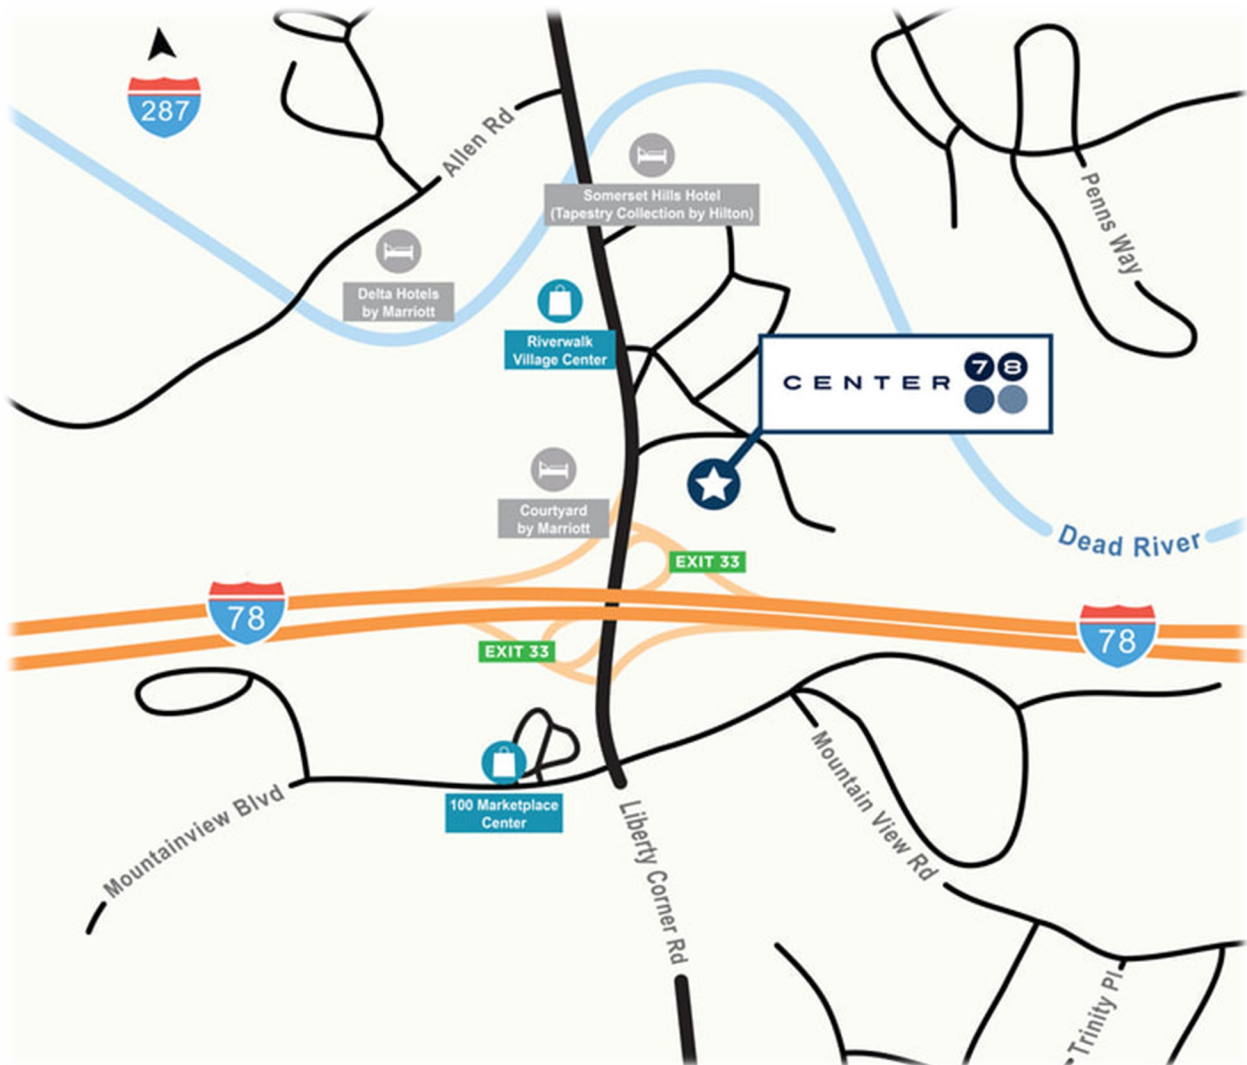 287
Allen Rd
Somerset Hills Hotel
(Tapestry Collection by Hilton)
Penns Way
Delta Hotels
by Marriott
Riverwalk
Village Center
CENTER 78
Courtyard
by Marriott
Dead River
EXIT 33
78
78
EXIT 33
Mountainview Blvd
100 Marketplace
Center
Liberty Corner Rd
Mountain View Rd
Trinity Pl